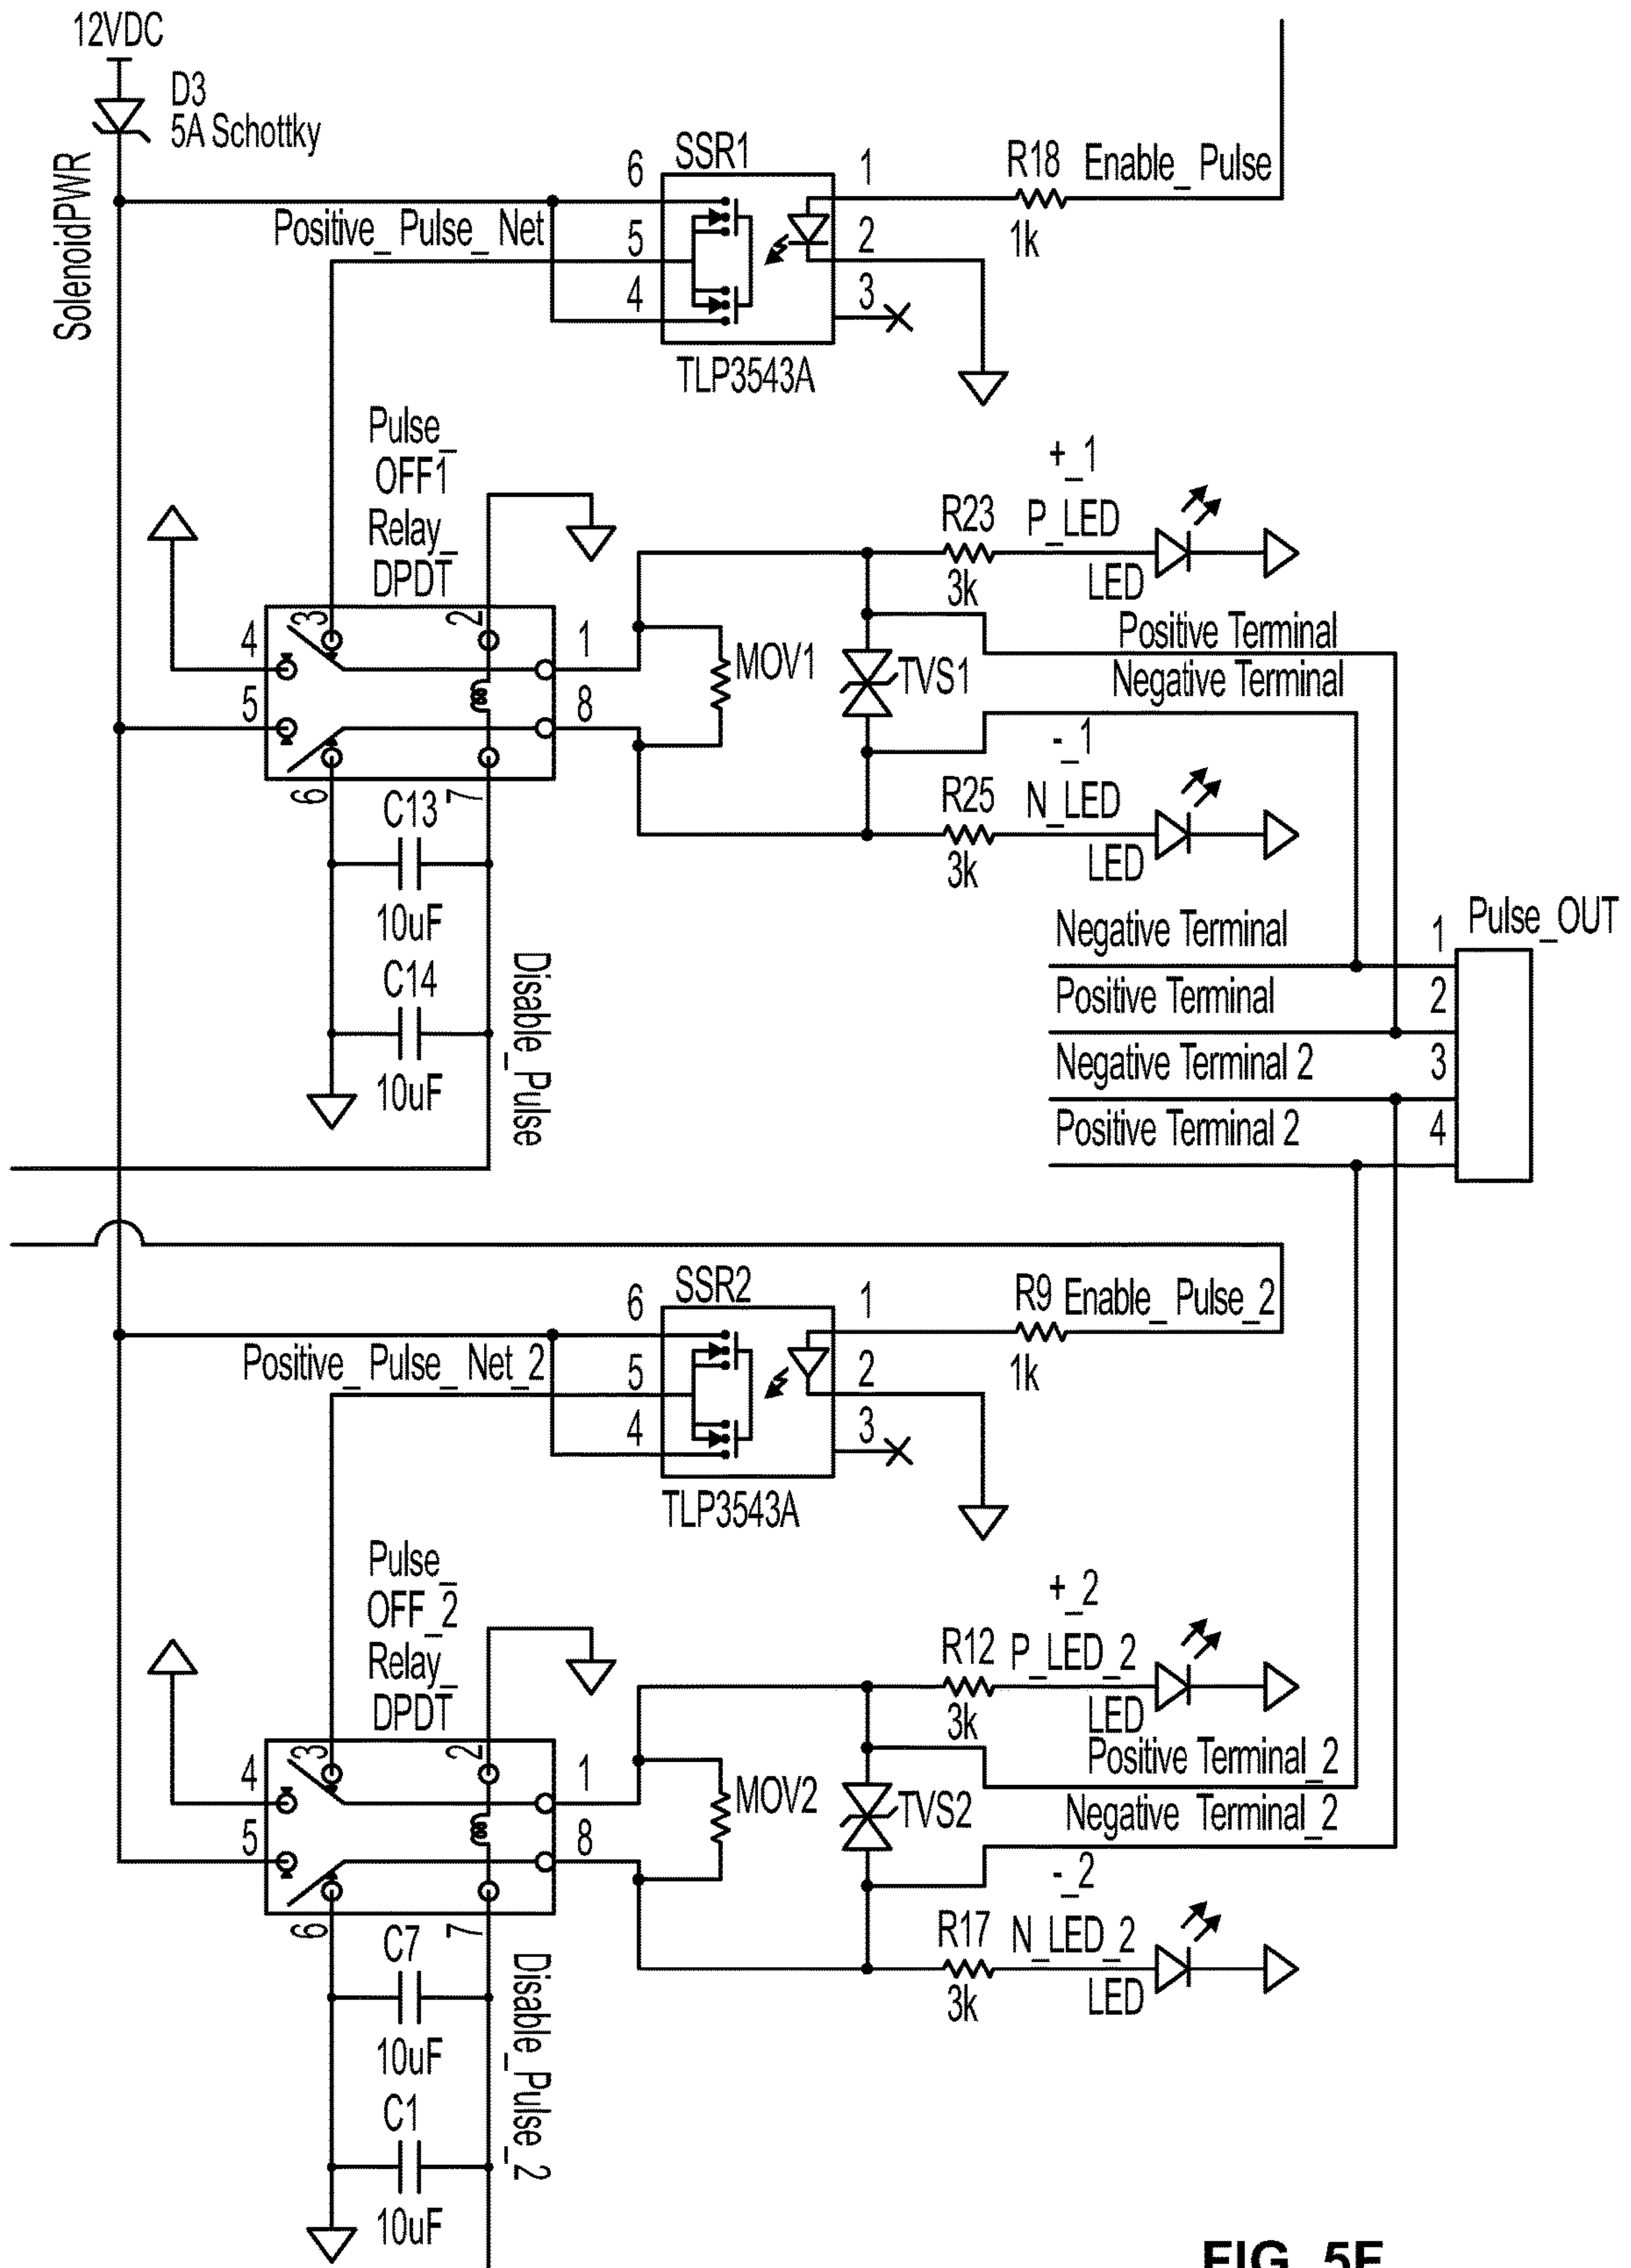 12VDC
D3
5A Schottky
SolenoidPWR
SSR1
6
5
4
1
2
3
R18
1k
Enable_Pulse
Positive_Pulse_Net
TLP3543A
Pulse_
OFF1
Relay_
DPDT
4
5
3
2
1
8
6
7
MOV1
TVS1
+_1
R23
3k
P_LED
LED
Positive Terminal
Negative Terminal
-_1
R25
3k
N_LED
LED
C13
10uF
C14
10uF
Disable_Pulse
Negative Terminal
Positive Terminal
Negative Terminal 2
Positive Terminal 2
1
2
3
4
Pulse_OUT
SSR2
6
5
4
1
2
3
R9
1k
Enable_Pulse_2
Positive_Pulse_Net_2
TLP3543A
Pulse_
OFF_2
Relay_
DPDT
4
5
3
2
1
8
6
7
MOV2
TVS2
+_2
R12
3k
P_LED_2
LED
Positive Terminal_2
Negative Terminal_2
-_2
R17
3k
N_LED_2
LED
C7
10uF
C1
10uF
Disable_Pulse_2